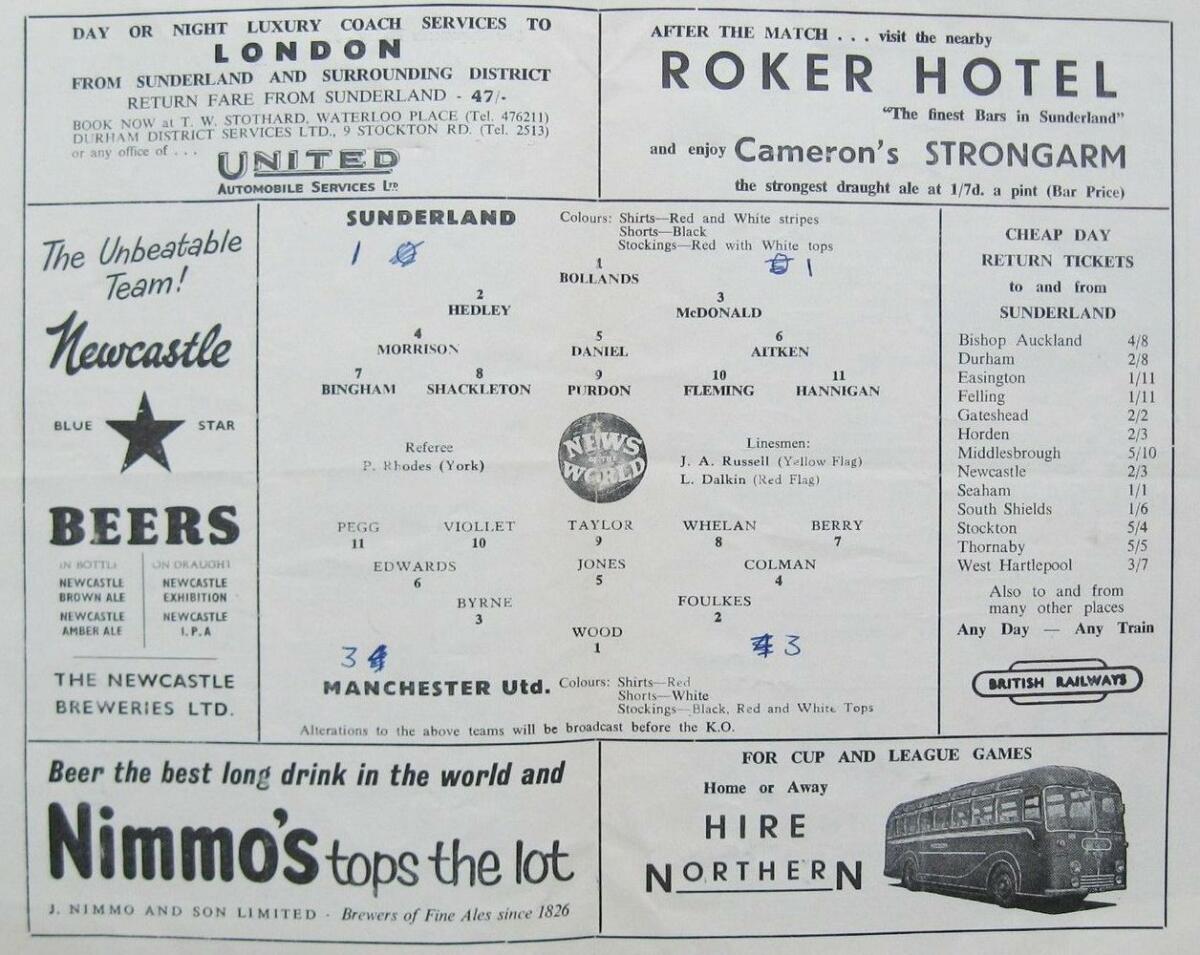 DAY OR NIGHT LUXURY COACH SERVICES TO
LONDON
FROM SUNDERLAND AND SURROUNDING DISTRICT
RETURN FARE FROM SUNDERLAND - 47/-
BOOK NOW at T. W. STOTHARD, WATERLOO PLACE (Tel. 476211)
DURHAM DISTRICT SERVICES LTD., 9 STOCKTON RD. (Tel. 2513)
or any office of . . .
UNITED
AUTOMOBILE SERVICES LTD
AFTER THE MATCH . . . visit the nearby
ROKER HOTEL
"The finest Bars in Sunderland"
and enjoy Cameron's STRONGARM
the strongest draught ale at 1/7d. a pint (Bar Price)
The Unbeatable
Team!
Newcastle
BLUE STAR
BEERS
IN BOTTLE ON DRAUGHT
NEWCASTLE NEWCASTLE
BROWN ALE EXHIBITION
NEWCASTLE NEWCASTLE
AMBER ALE I.P.A
THE NEWCASTLE
BREWERIES LTD.
SUNDERLAND Colours: Shirts—Red and White stripes
Shorts—Black
Stockings—Red with White tops
1 1
1
BOLLANDS
2 3
HEDLEY McDONALD
4 5 6
MORRISON DANIEL AITKEN
7 8 9 10 11
BINGHAM SHACKLETON PURDON FLEMING HANNIGAN
Referee
P. Rhodes (York)
NEWS
OF THE
WORLD
Linesmen:
J. A. Russell (Yellow Flag)
L. Dalkin (Red Flag)
PEGG VIOLLET TAYLOR WHELAN BERRY
11 10 9 8 7
EDWARDS JONES COLMAN
6 5 4
BYRNE FOULKES
3 2
WOOD
1
3 3
MANCHESTER Utd. Colours: Shirts—Red
Shorts—White
Stockings—Black, Red and White Tops
Alterations to the above teams will be broadcast before the K.O.
CHEAP DAY
RETURN TICKETS
to and from
SUNDERLAND
Bishop Auckland 4/8
Durham 2/8
Easington 1/11
Felling 1/11
Gateshead 2/2
Horden 2/3
Middlesbrough 5/10
Newcastle 2/3
Seaham 1/1
South Shields 1/6
Stockton 5/4
Thornaby 5/5
West Hartlepool 3/7
Also to and from
many other places
Any Day — Any Train
BRITISH RAILWAYS
Beer the best long drink in the world and
Nimmo's tops the lot
J. NIMMO AND SON LIMITED · Brewers of Fine Ales since 1826
FOR CUP AND LEAGUE GAMES
Home or Away
HIRE
NORTHERN